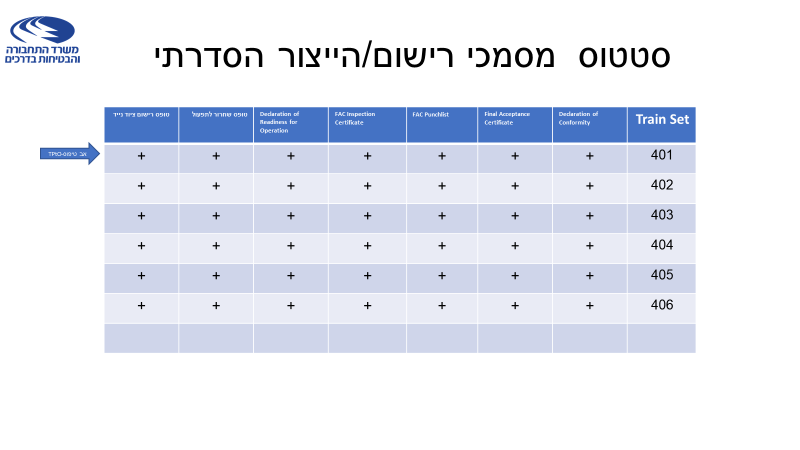 משרד התחבורה
והבטיחות בדרכים
סטטוס מסמכי רישום/הייצור הסדרתי
Train Set | Declaration of Conformity | Final Acceptance Certificate | FAC Punchlist | FAC Inspection Certificate | Declaration of Readiness for Operation | טופס שחרור לתפעול | טופס רישום ציוד נייד
401 + + + + + + +
402 + + + + + + +
403 + + + + + + +
404 + + + + + + +
405 + + + + + + +
406 + + + + + + +
אב